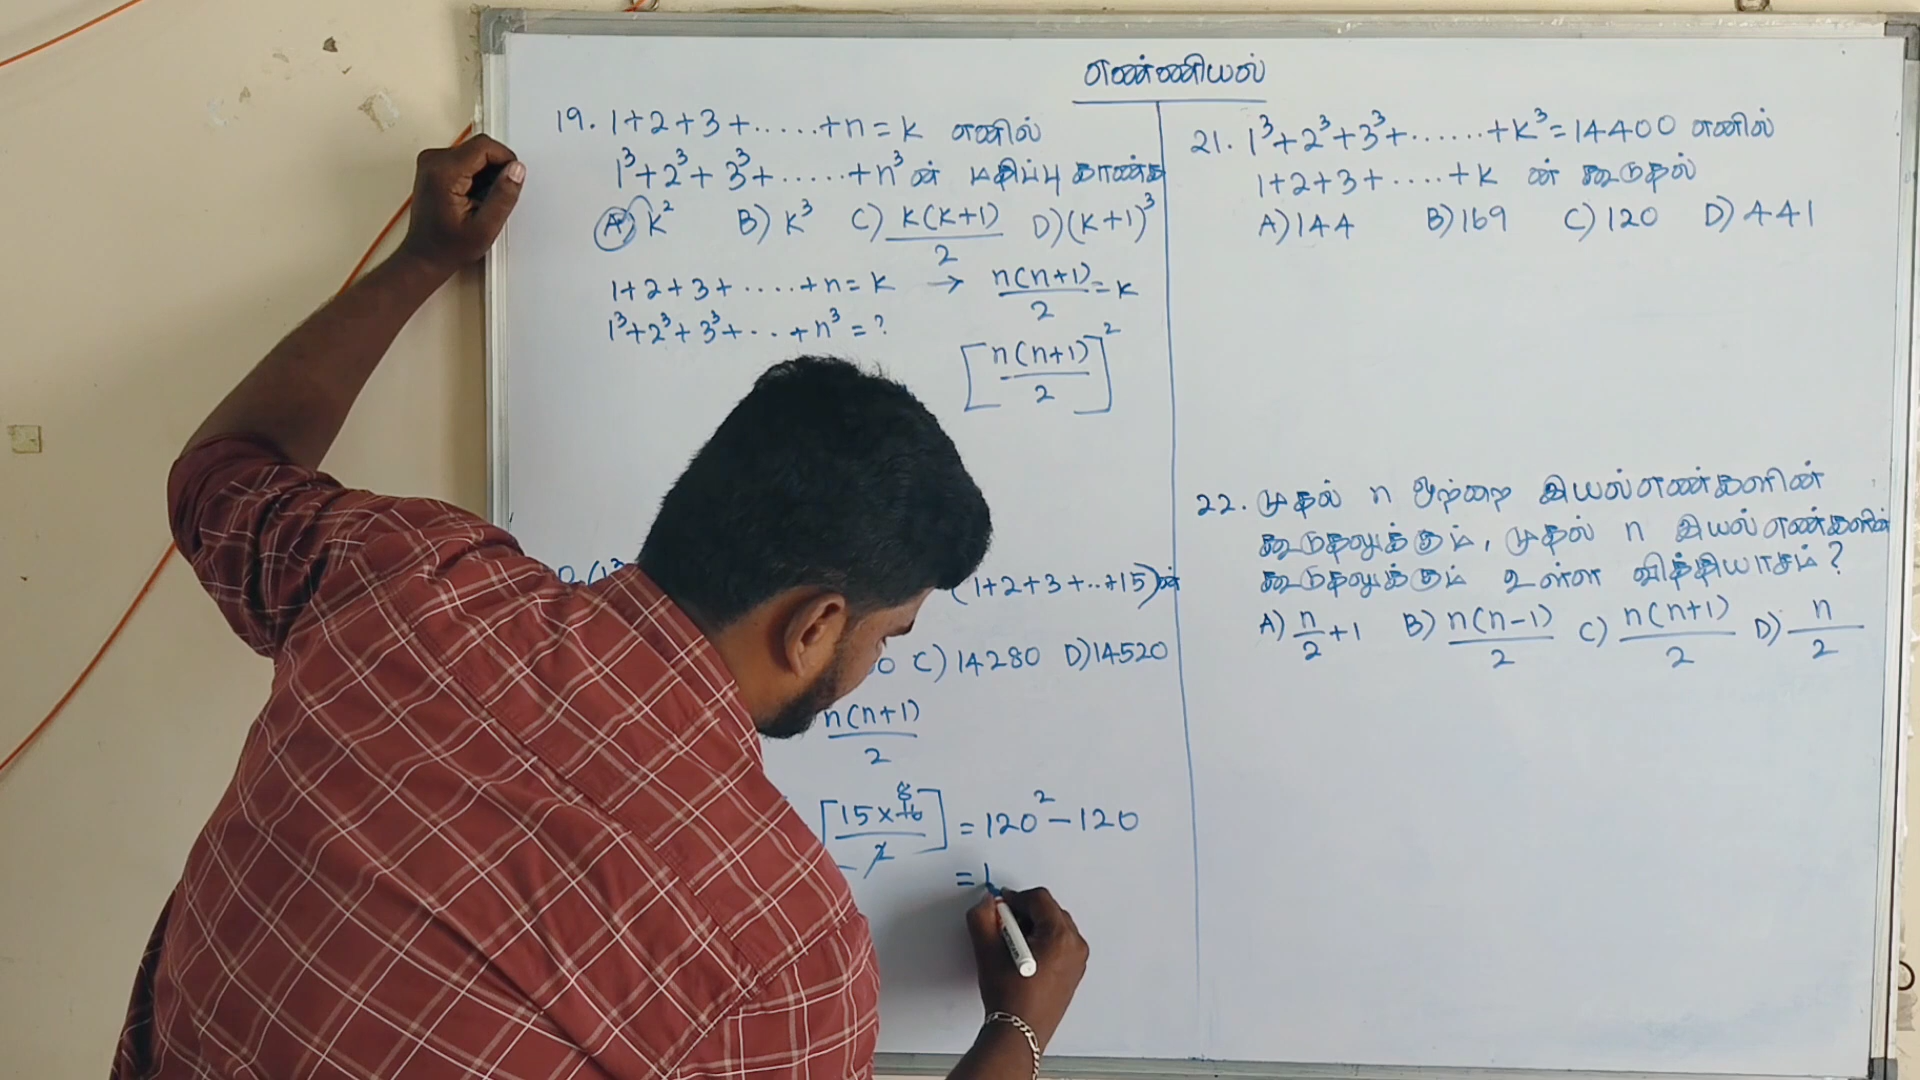 எண்ணியல்
19. 1+2+3+.....+n=k எனில்
1³+2³+3³+.....+n³ ன் மதிப்பு காண்க
A) k² B) k³ C) k(k+1)/2 D) (k+1)³
1+2+3+.....+n=k → n(n+1)/2 = k
1³+2³+3³+...+n³ = ?
[n(n+1)/2]²
(1+2+3+..+15) ன்
C) 14280 D) 14520
n(n+1)/2
[15×16/2] = 120² − 120
8
=1
21. 1³+2³+3³+......+k³=14400 எனில்
1+2+3+....+k ன் கூடுதல்
A) 144 B) 169 C) 120 D) 441
22. முதல் n ஒற்றை இயல் எண்களின்
கூடுதலுக்கும், முதல் n இயல் எண்களின்
கூடுதலுக்கும் உள்ள வித்தியாசம்?
A) n/2 +1 B) n(n−1)/2 C) n(n+1)/2 D) n/2